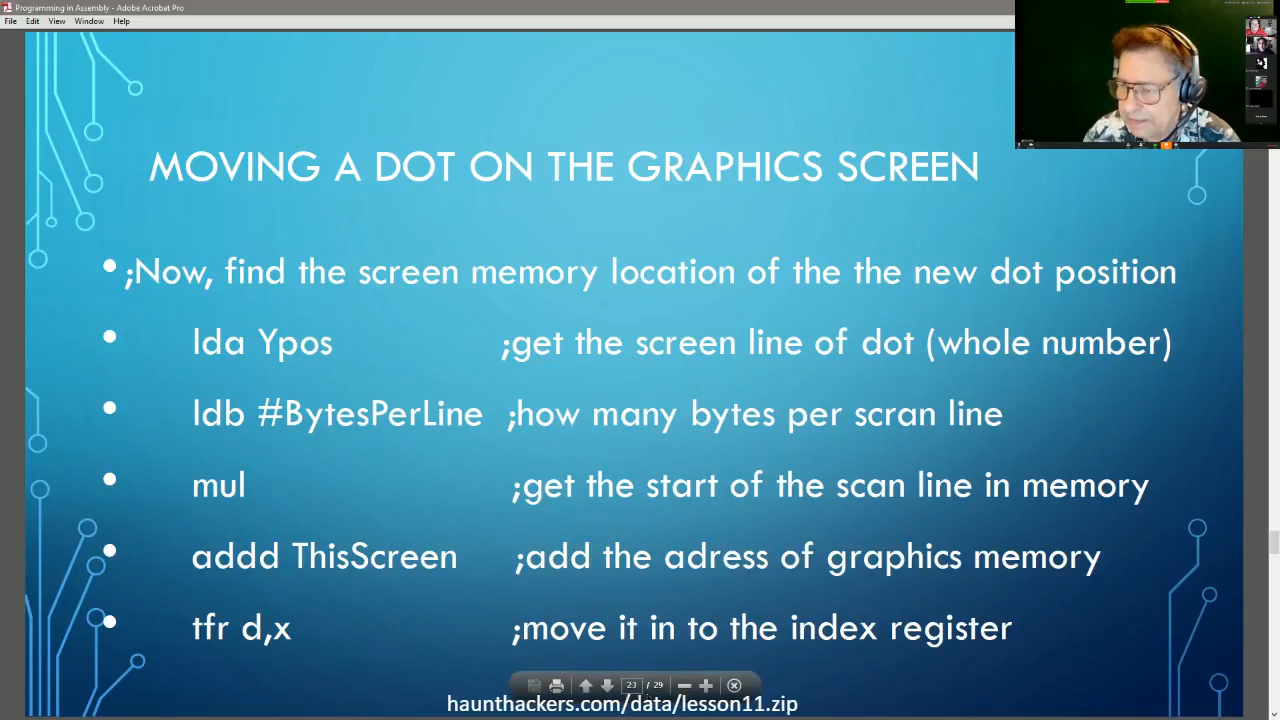 Programming in Assembly - Adobe Acrobat Pro
File Edit View Window Help
MOVING A DOT ON THE GRAPHICS SCREEN
• ;Now, find the screen memory location of the the new dot position
• lda Ypos ;get the screen line of dot (whole number)
• ldb #BytesPerLine ;how many bytes per scran line
• mul ;get the start of the scan line in memory
• addd ThisScreen ;add the adress of graphics memory
• tfr d,x ;move it in to the index register
23 / 29
haunthackers.com/data/lesson11.zip